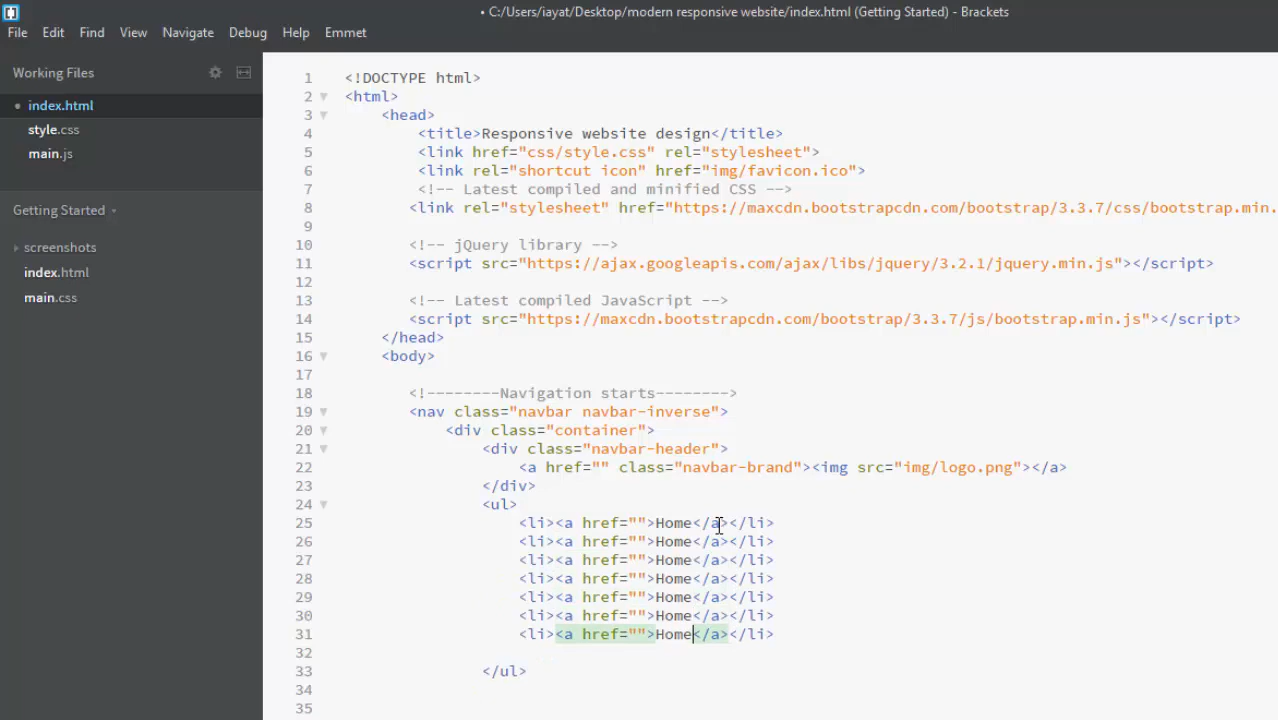 • C:/Users/iayat/Desktop/modern responsive website/index.html (Getting Started) - Brackets
File Edit Find View Navigate Debug Help Emmet
Working Files
• index.html
style.css
main.js
Getting Started
screenshots
index.html
main.css
1 <!DOCTYPE html>
2 <html>
3 <head>
4 <title>Responsive website design</title>
5 <link href="css/style.css" rel="stylesheet">
6 <link rel="shortcut icon" href="img/favicon.ico">
7 <!-- Latest compiled and minified CSS -->
8 <link rel="stylesheet" href="https://maxcdn.bootstrapcdn.com/bootstrap/3.3.7/css/bootstrap.min.
9
10 <!-- jQuery library -->
11 <script src="https://ajax.googleapis.com/ajax/libs/jquery/3.2.1/jquery.min.js"></script>
12
13 <!-- Latest compiled JavaScript -->
14 <script src="https://maxcdn.bootstrapcdn.com/bootstrap/3.3.7/js/bootstrap.min.js"></script>
15 </head>
16 <body>
17
18 <!--------Navigation starts-------->
19 <nav class="navbar navbar-inverse">
20 <div class="container">
21 <div class="navbar-header">
22 <a href="" class="navbar-brand"><img src="img/logo.png"></a>
23 </div>
24 <ul>
25 <li><a href="">Home</a></li>
26 <li><a href="">Home</a></li>
27 <li><a href="">Home</a></li>
28 <li><a href="">Home</a></li>
29 <li><a href="">Home</a></li>
30 <li><a href="">Home</a></li>
31 <li><a href="">Home</a></li>
32
33 </ul>
34
35